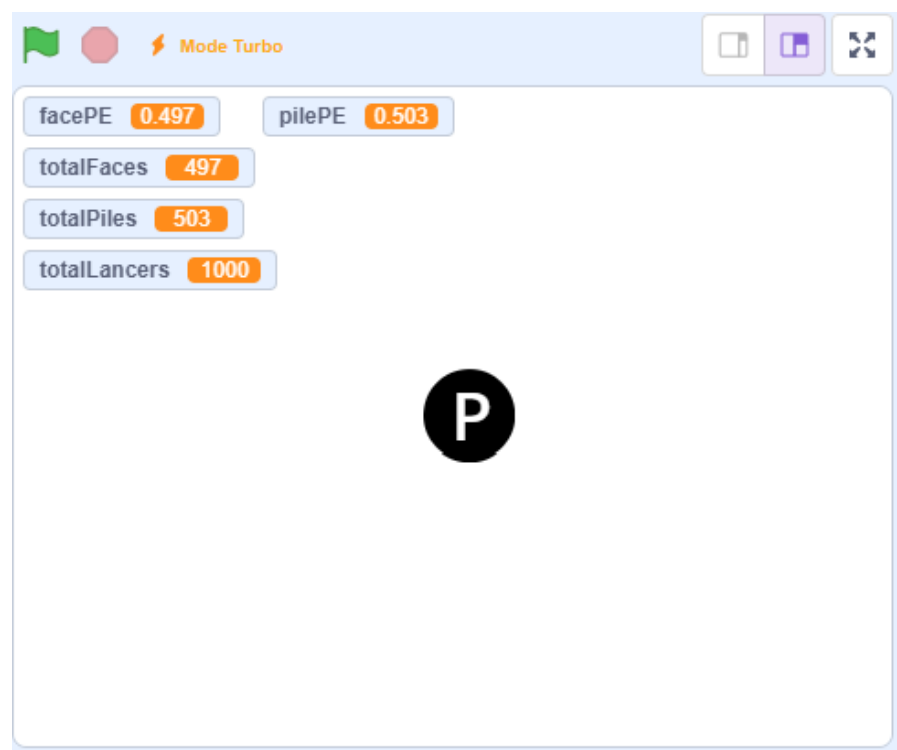 Mode Turbo
facePE 0.497 pilePE 0.503
totalFaces 497
totalPiles 503
totalLancers 1000
P